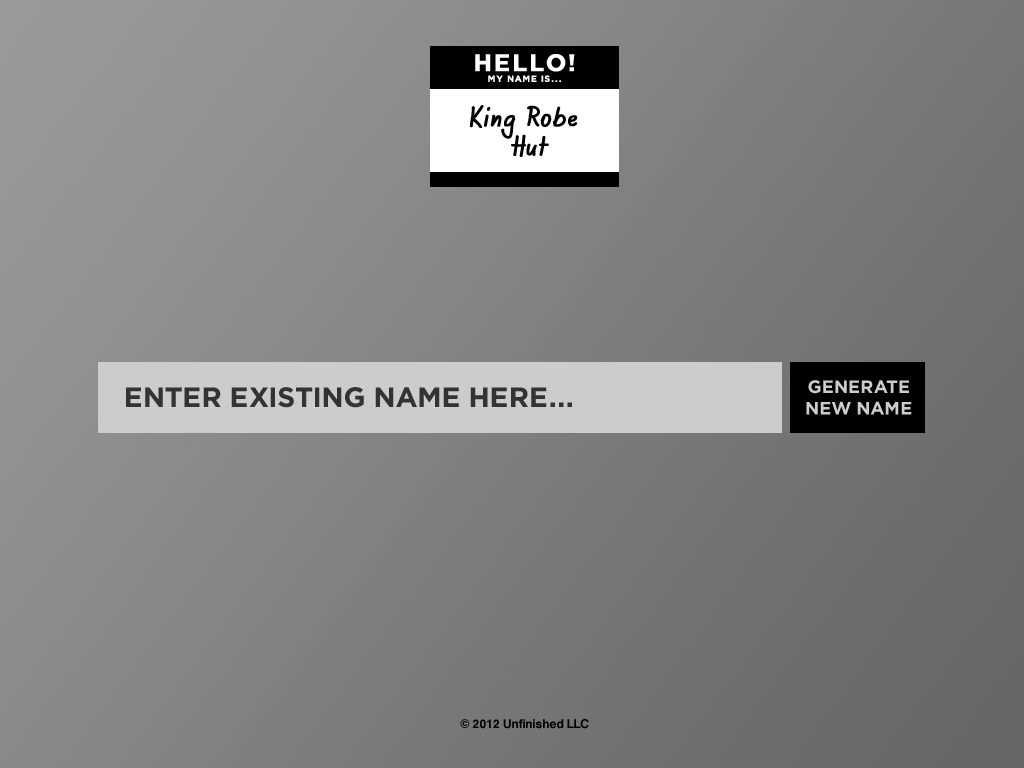 HELLO!
MY NAME IS...
King Robe
Hut
ENTER EXISTING NAME HERE...
GENERATE
NEW NAME
© 2012 Unfinished LLC